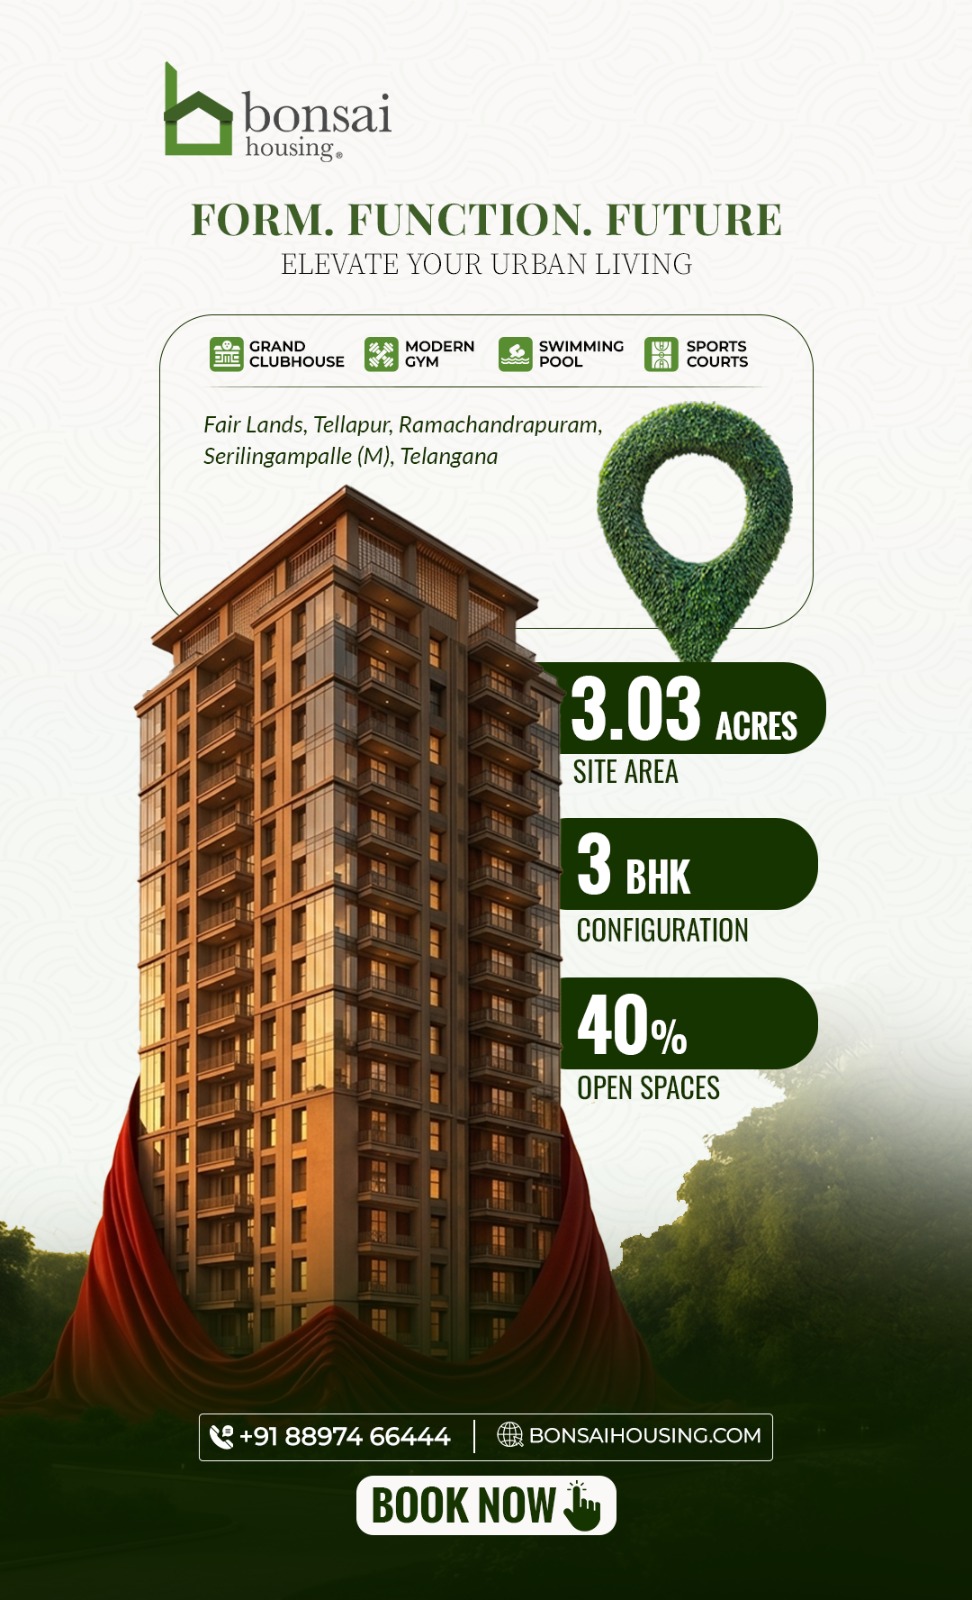 bonsai
housing®
FORM. FUNCTION. FUTURE
ELEVATE YOUR URBAN LIVING
GRAND
CLUBHOUSE
MODERN
GYM
SWIMMING
POOL
SPORTS
COURTS
Fair Lands, Tellapur, Ramachandrapuram,
Serilingampalle (M), Telangana
3.03 ACRES
SITE AREA
3 BHK
CONFIGURATION
40%
OPEN SPACES
+91 88974 66444 | BONSAIHOUSING.COM
BOOK NOW